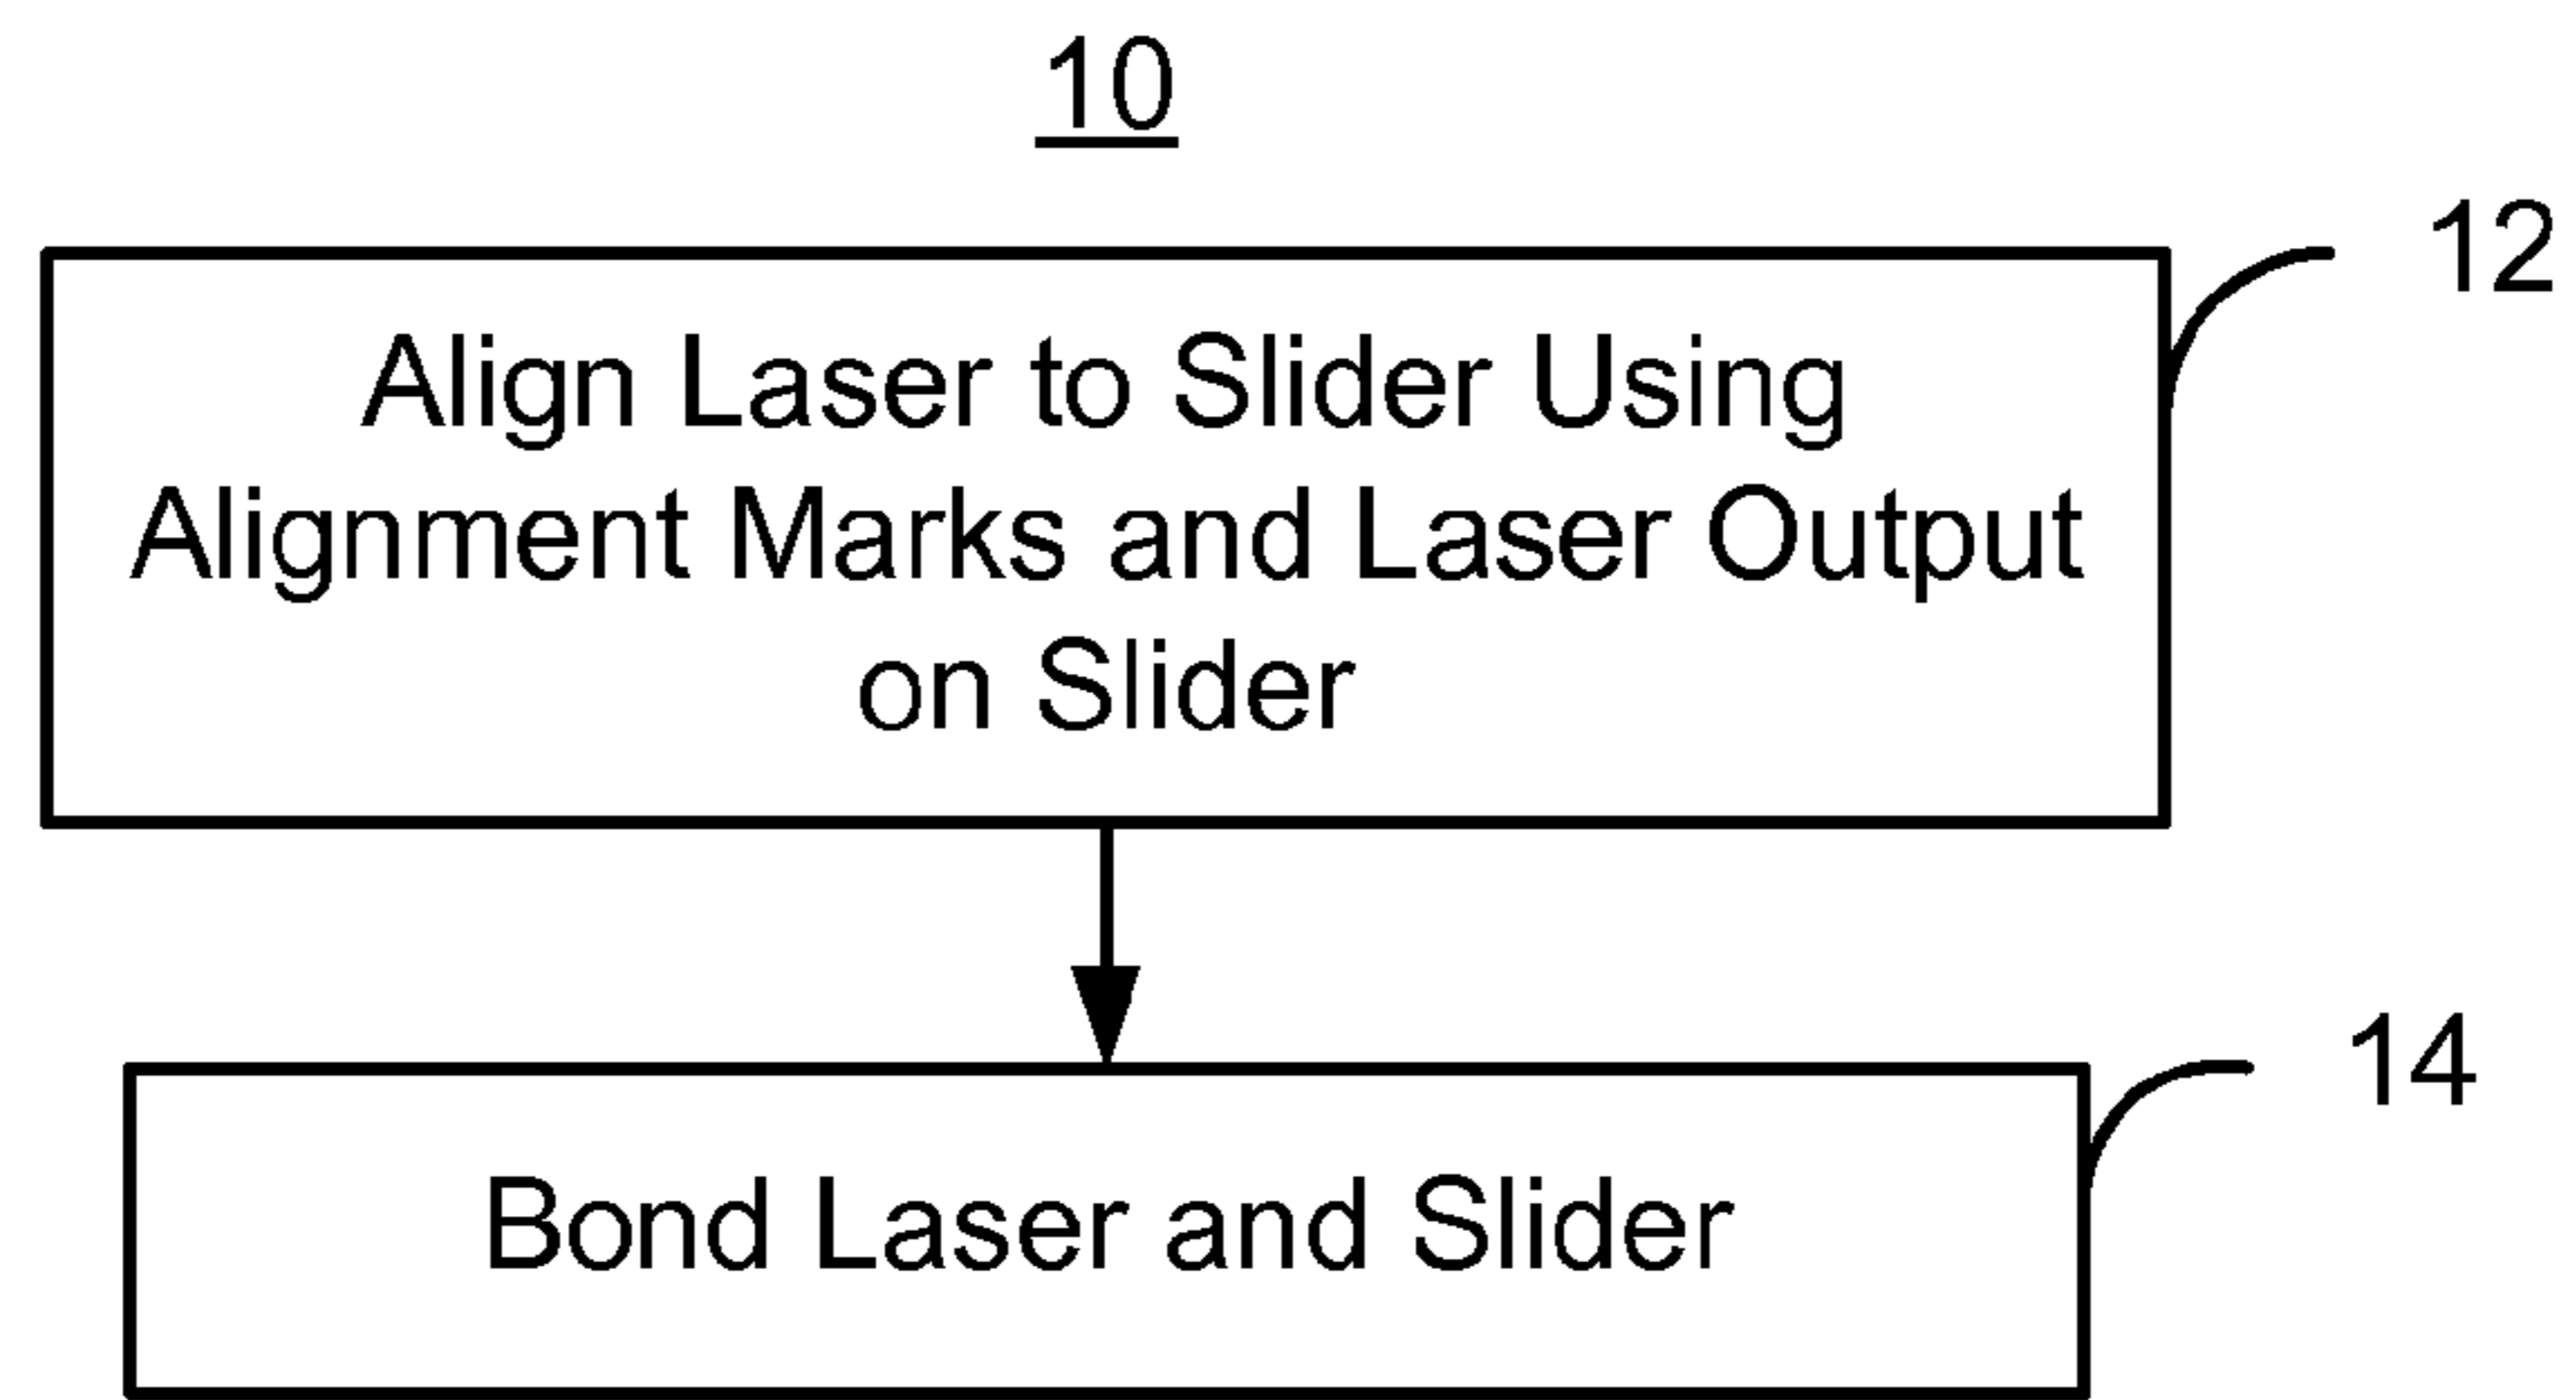 10
12
Align Laser to Slider Using
Alignment Marks and Laser Output
on Slider
14
Bond Laser and Slider